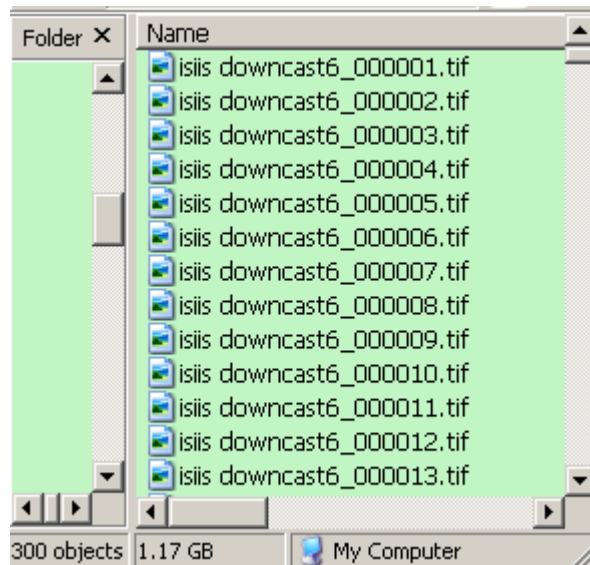 Folder Name
isiis downcast6_000001.tif
isiis downcast6_000002.tif
isiis downcast6_000003.tif
isiis downcast6_000004.tif
isiis downcast6_000005.tif
isiis downcast6_000006.tif
isiis downcast6_000007.tif
isiis downcast6_000008.tif
isiis downcast6_000009.tif
isiis downcast6_000010.tif
isiis downcast6_000011.tif
isiis downcast6_000012.tif
isiis downcast6_000013.tif
300 objects 1.17 GB My Computer